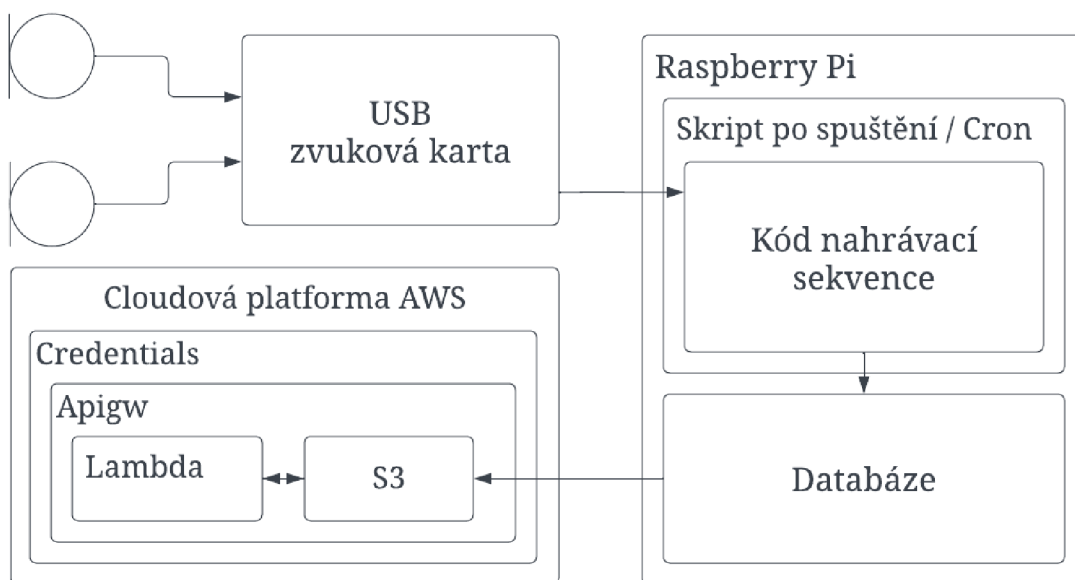 USB
zvuková karta
Raspberry Pi
Skript po spuštění / Cron
Kód nahrávací
sekvence
Cloudová platforma AWS
Credentials
Apigw
Lambda
S3
Databáze